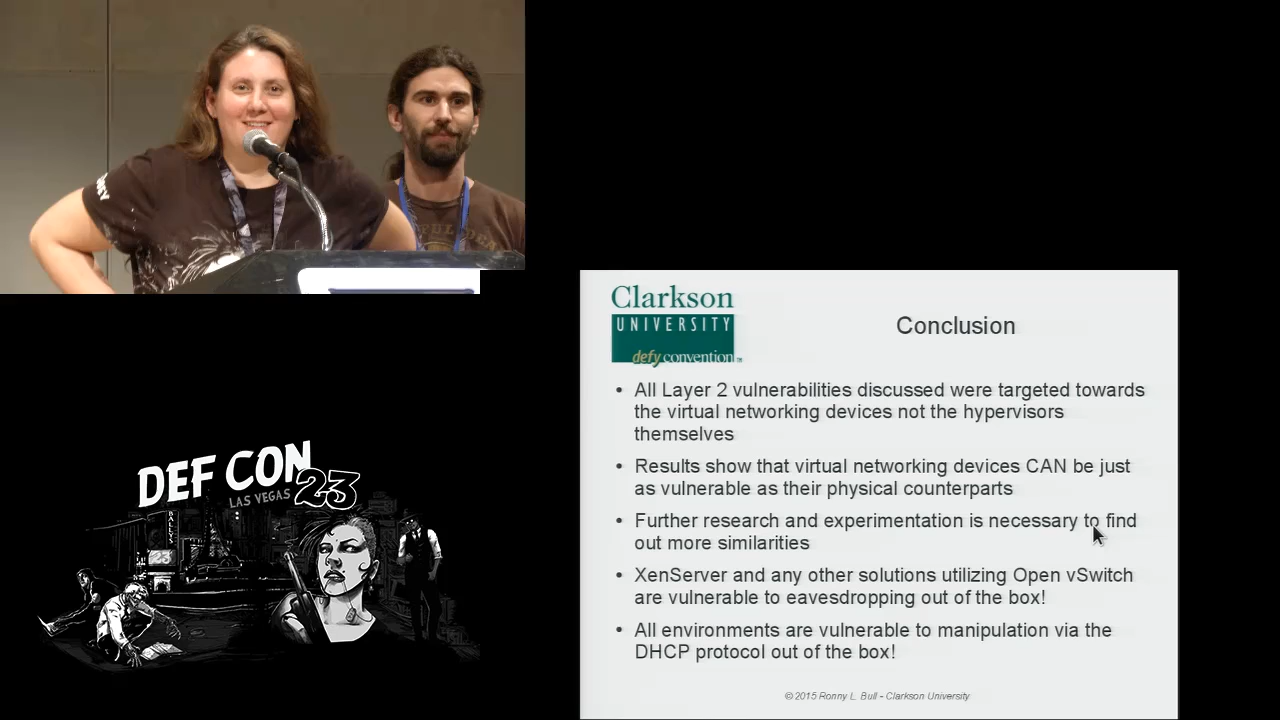 Clarkson
UNIVERSITY
defy convention™
Conclusion
• All Layer 2 vulnerabilities discussed were targeted towards
the virtual networking devices not the hypervisors
themselves
• Results show that virtual networking devices CAN be just
as vulnerable as their physical counterparts
• Further research and experimentation is necessary to find
out more similarities
• XenServer and any other solutions utilizing Open vSwitch
are vulnerable to eavesdropping out of the box!
• All environments are vulnerable to manipulation via the
DHCP protocol out of the box!
© 2015 Ronny L. Bull - Clarkson University
DEF CON
LAS VEGAS 23
BALLY'S
23